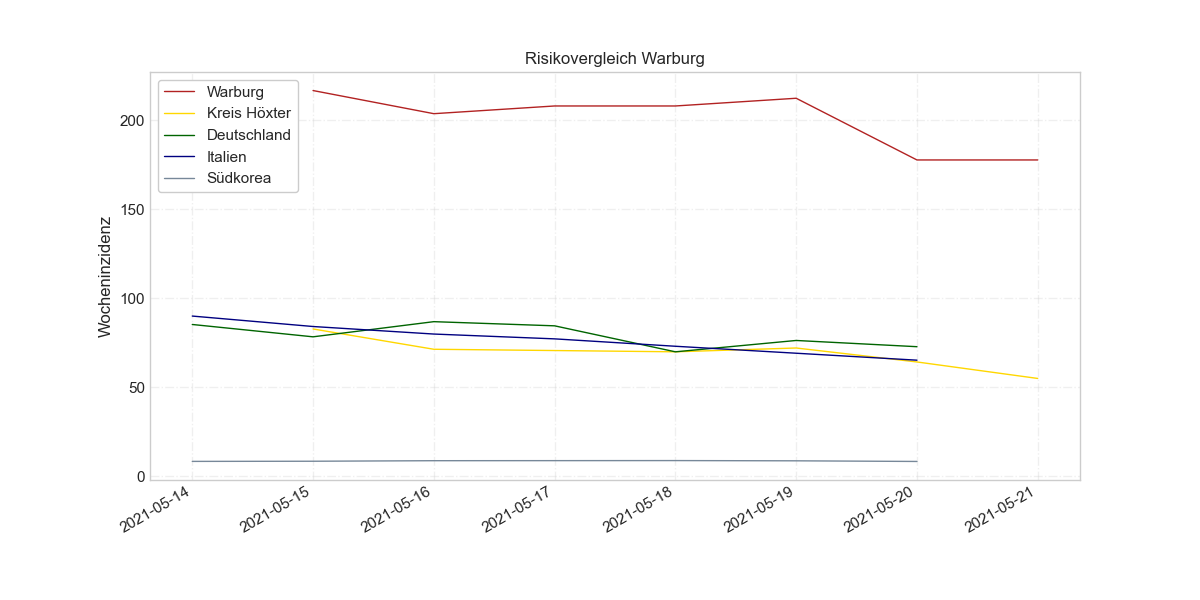 Risikovergleich Warburg
Warburg
Kreis Höxter
Deutschland
Italien
Südkorea
Wocheninzidenz
200
150
100
50
0
2021-05-14
2021-05-15
2021-05-16
2021-05-17
2021-05-18
2021-05-19
2021-05-20
2021-05-21